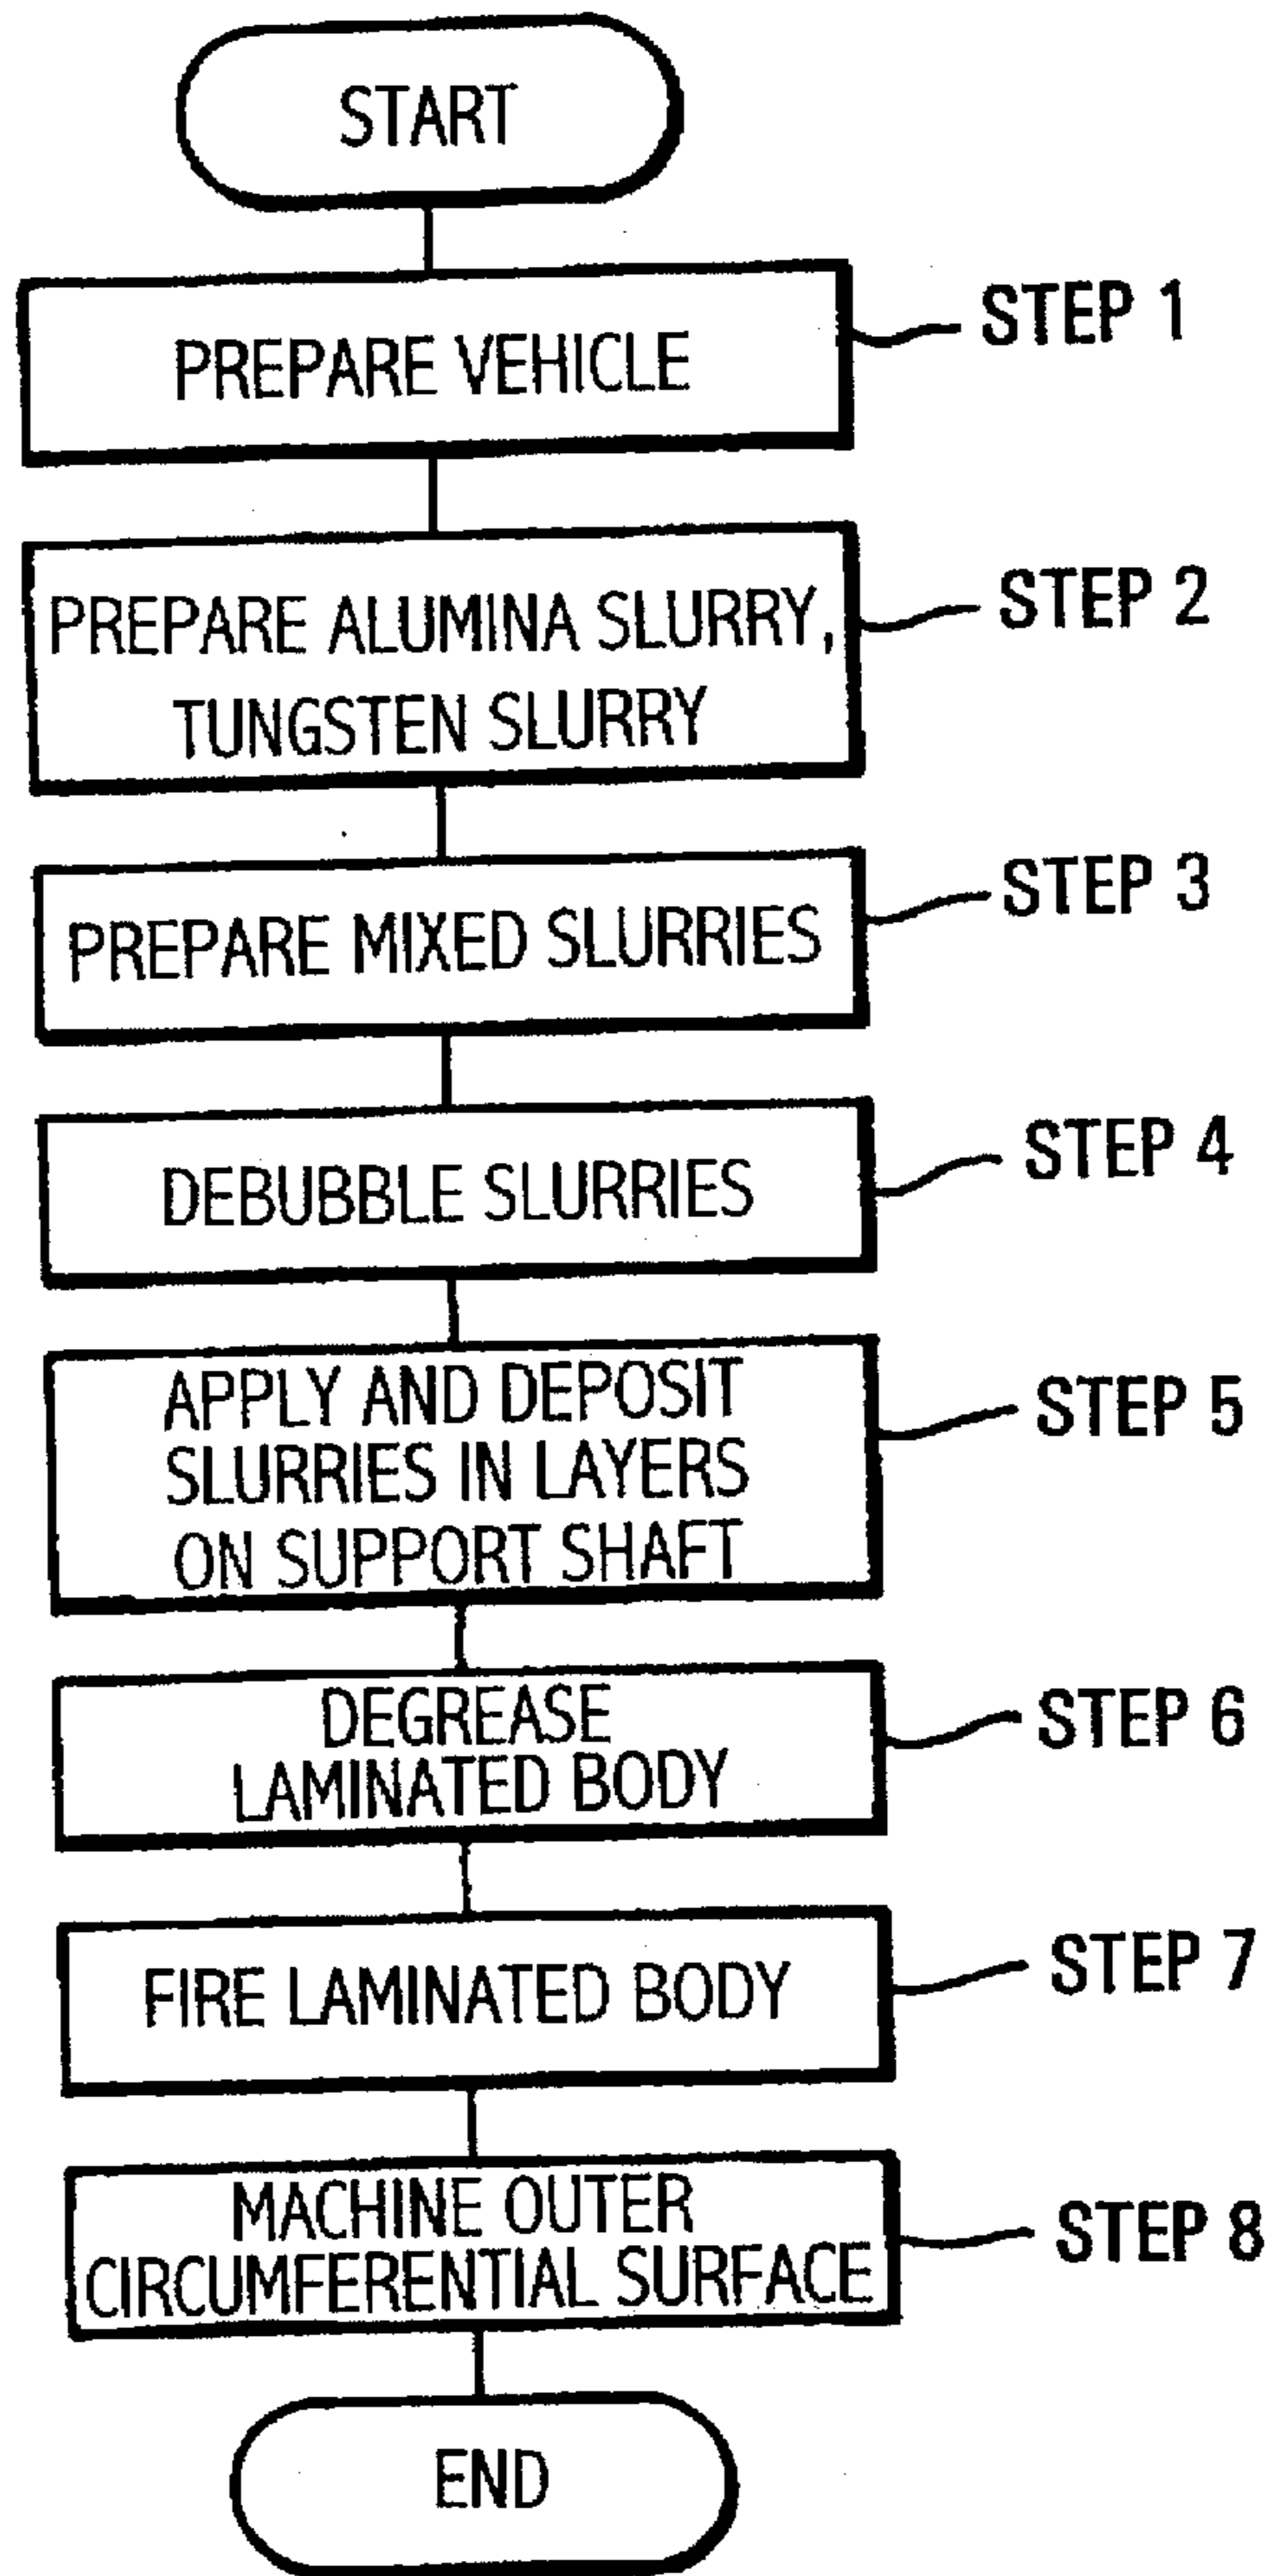 START
PREPARE VEHICLE
STEP 1
PREPARE ALUMINA SLURRY,
TUNGSTEN SLURRY
STEP 2
PREPARE MIXED SLURRIES
STEP 3
DEBUBBLE SLURRIES
STEP 4
APPLY AND DEPOSIT
SLURRIES IN LAYERS
ON SUPPORT SHAFT
STEP 5
DEGREASE
LAMINATED BODY
STEP 6
FIRE LAMINATED BODY
STEP 7
MACHINE OUTER
CIRCUMFERENTIAL SURFACE
STEP 8
END